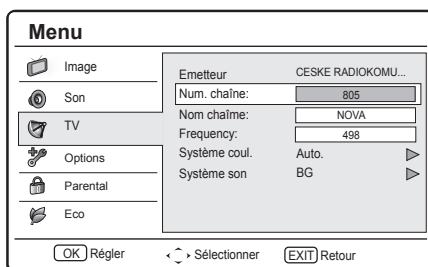 Menu
Image
Son
TV
Options
Parental
Eco
Emetteur CESKE RADIOKOMU...
Num. chaîne: 805
Nom chaîme: NOVA
Frequency: 498
Système coul. Auto.
Système son BG
OK Régler Sélectionner EXIT Retour